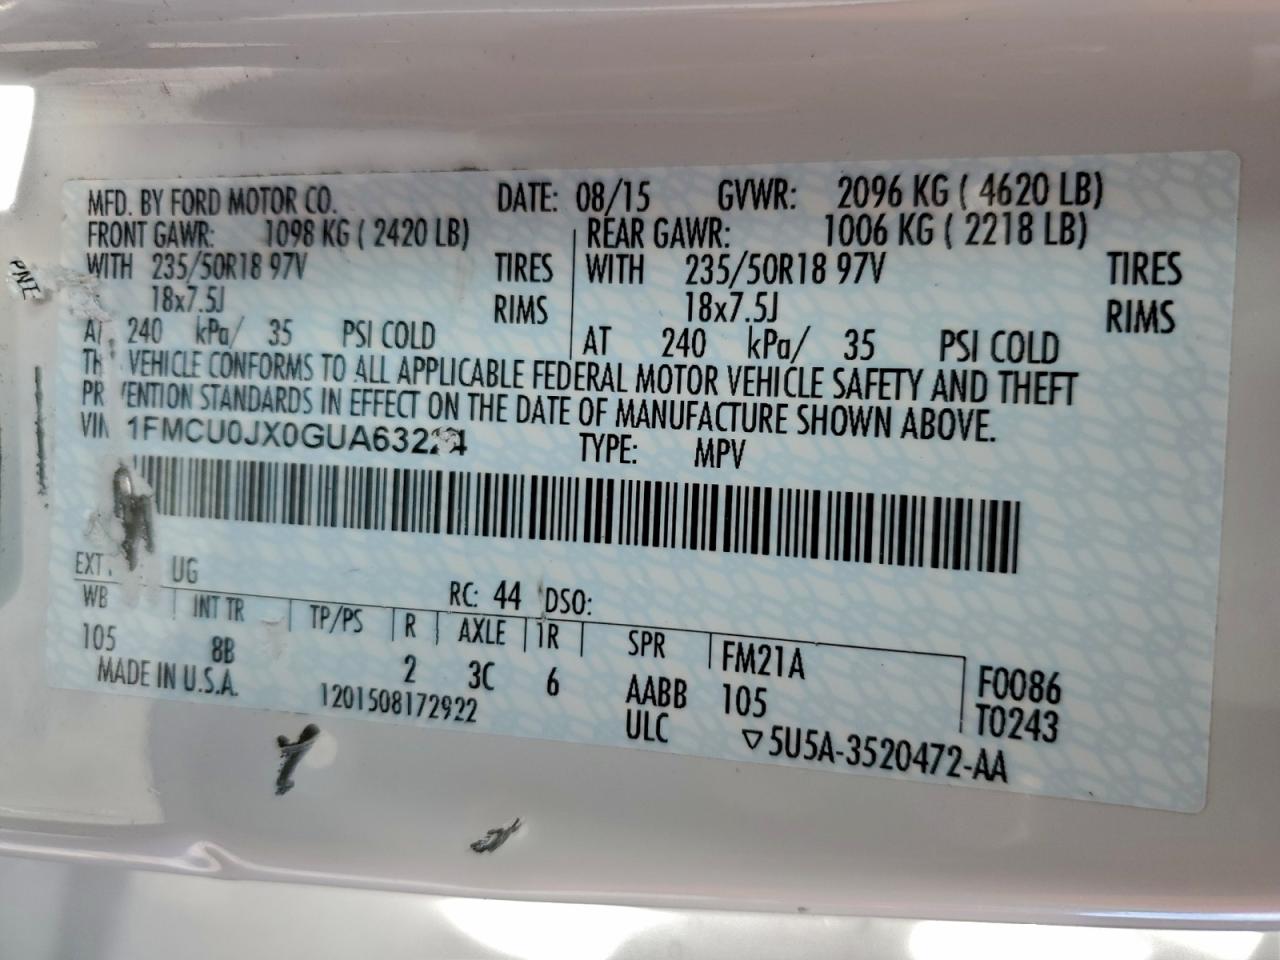 MFD. BY FORD MOTOR CO. DATE: 08/15 GVWR: 2096 KG ( 4620 LB)
FRONT GAWR: 1098 KG ( 2420 LB) REAR GAWR: 1006 KG ( 2218 LB)
WITH 235/50R18 97V TIRES WITH 235/50R18 97V TIRES
18x7.5J RIMS 18x7.5J RIMS
AT 240 kPa/ 35 PSI COLD AT 240 kPa/ 35 PSI COLD
VEHICLE CONFORMS TO ALL APPLICABLE FEDERAL MOTOR VEHICLE SAFETY AND THEFT
PREVENTION STANDARDS IN EFFECT ON THE DATE OF MANUFACTURE SHOWN ABOVE.
VIN TYPE: MPV
EXT UG RC: 44 DSO:
WB INT TR TP/PS R AXLE TR SPR FM21A F0086
105 8B 2 3C 6 AABB 105 T0243
MADE IN U.S.A. 1201508172922 ULC ▽5U5A-3520472-AA